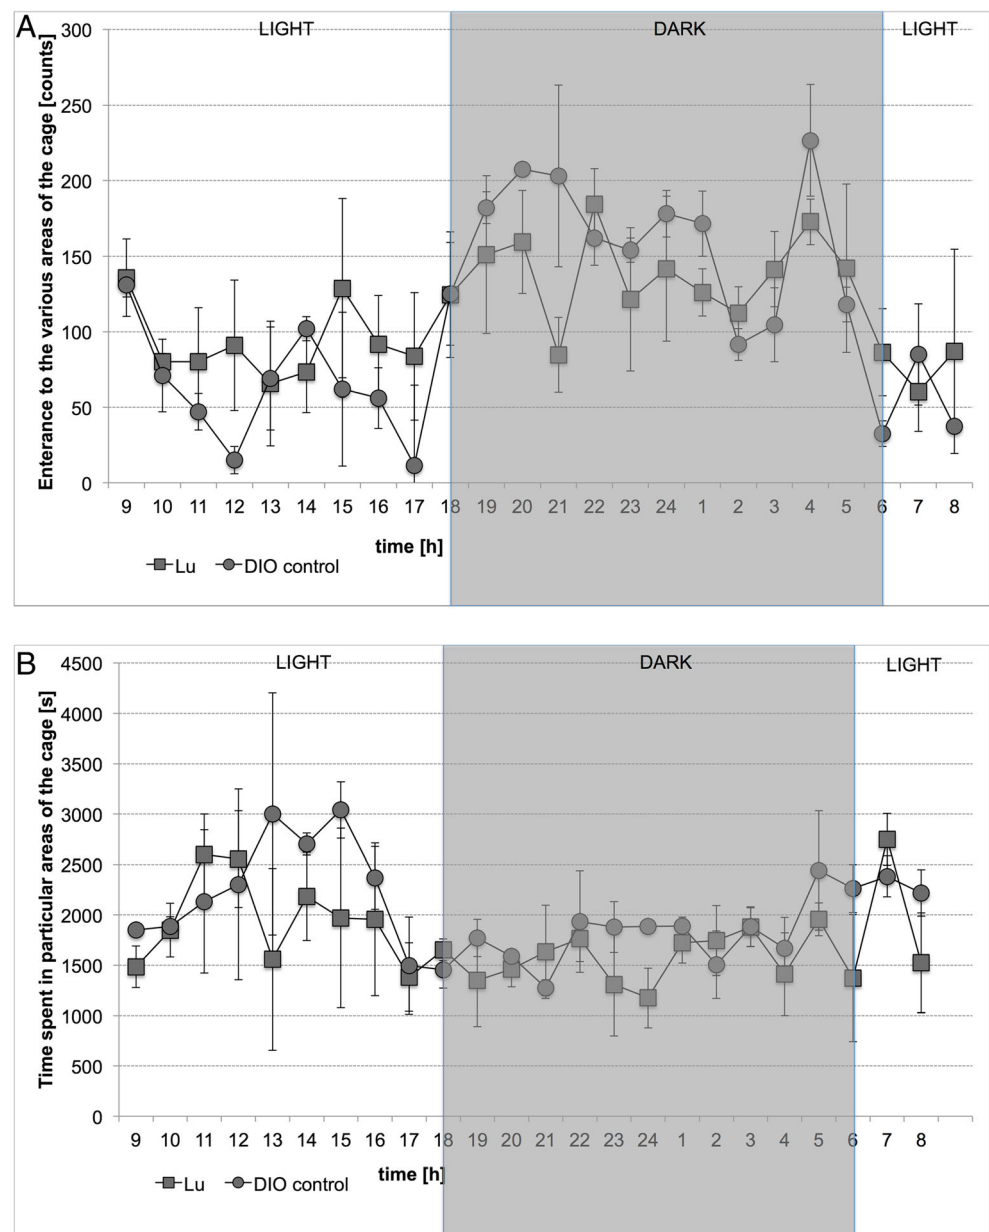 A
Enterance to the various areas of the cage [counts]
LIGHT DARK LIGHT
300
250
200
150
100
50
0
9 10 11 12 13 14 15 16 17 18 19 20 21 22 23 24 1 2 3 4 5 6 7 8
time [h]
Lu DIO control
B
Time spent in particular areas of the cage [s]
LIGHT DARK LIGHT
4500
4000
3500
3000
2500
2000
1500
1000
500
0
9 10 11 12 13 14 15 16 17 18 19 20 21 22 23 24 1 2 3 4 5 6 7 8
time [h]
Lu DIO control